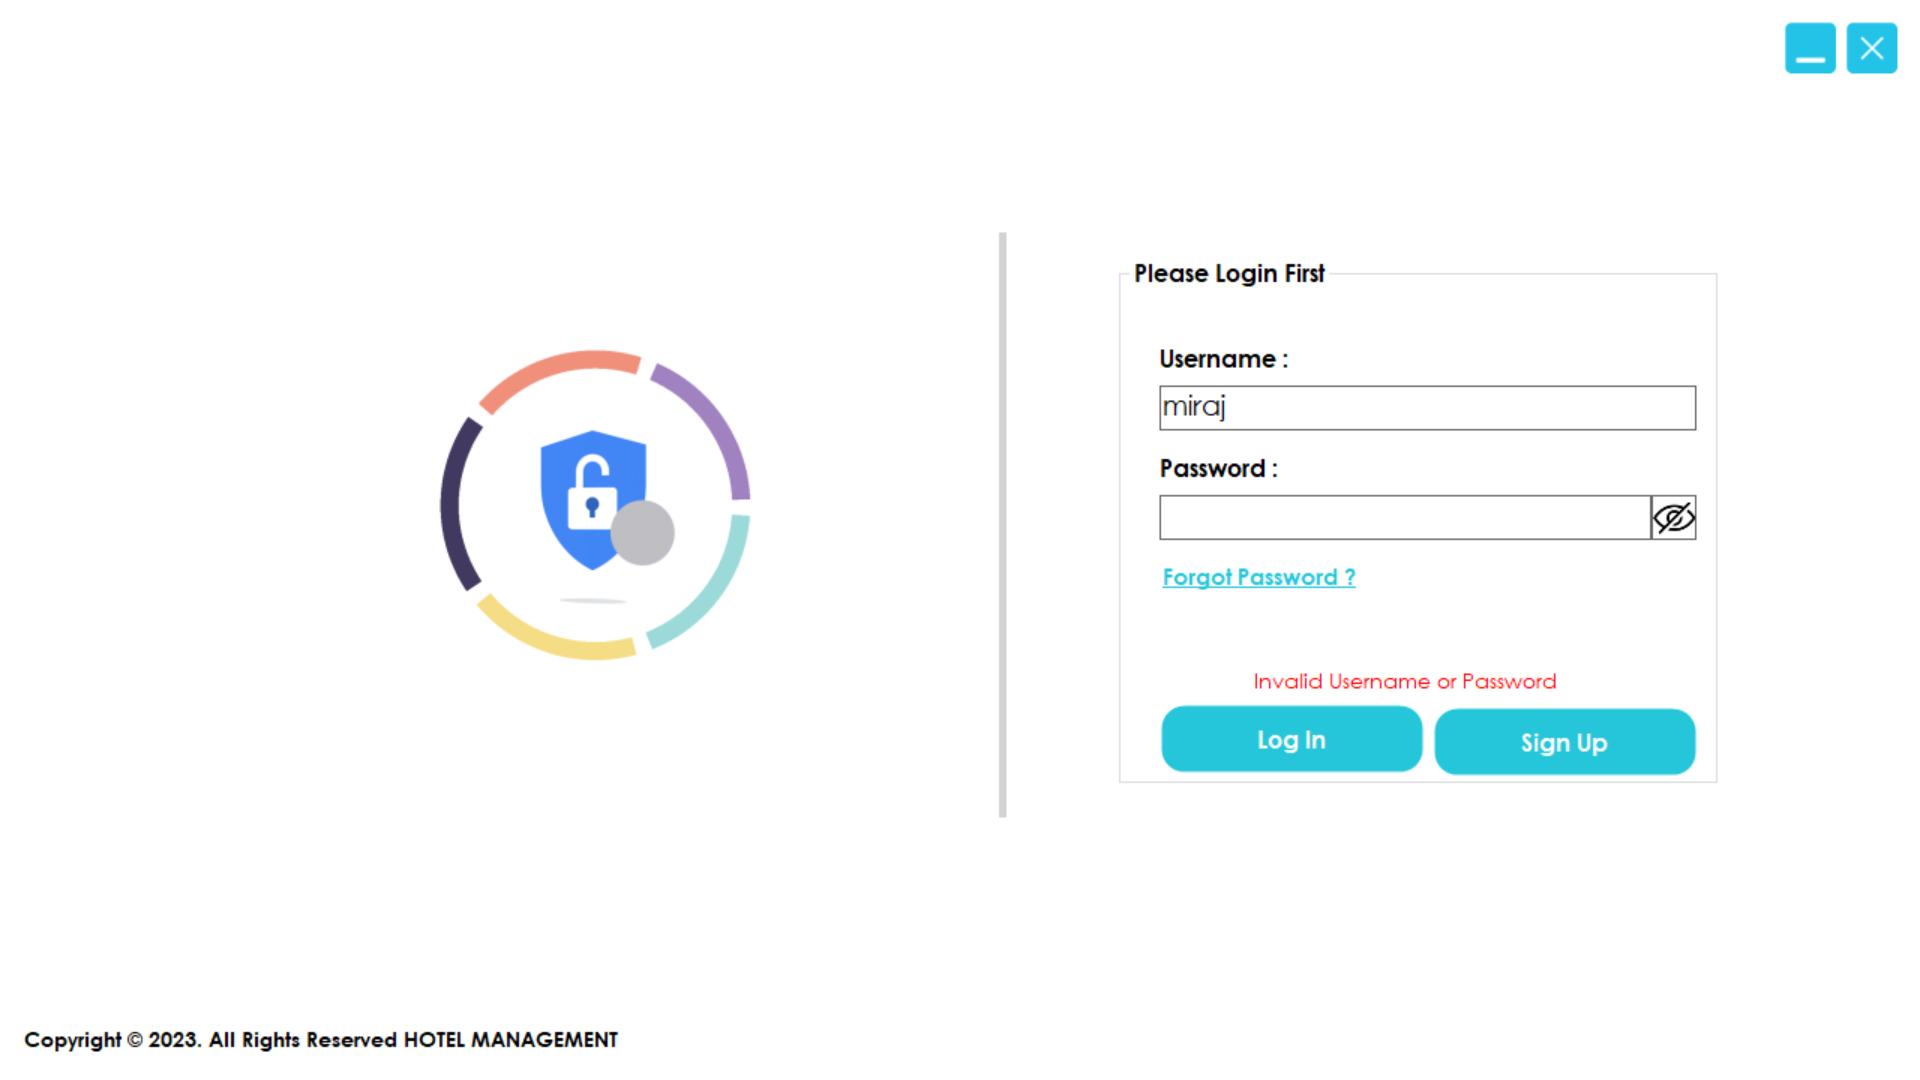 Please Login First
Username :
miraj
Password :
Forgot Password ?
Invalid Username or Password
Log In
Sign Up
Copyright © 2023. All Rights Reserved HOTEL MANAGEMENT